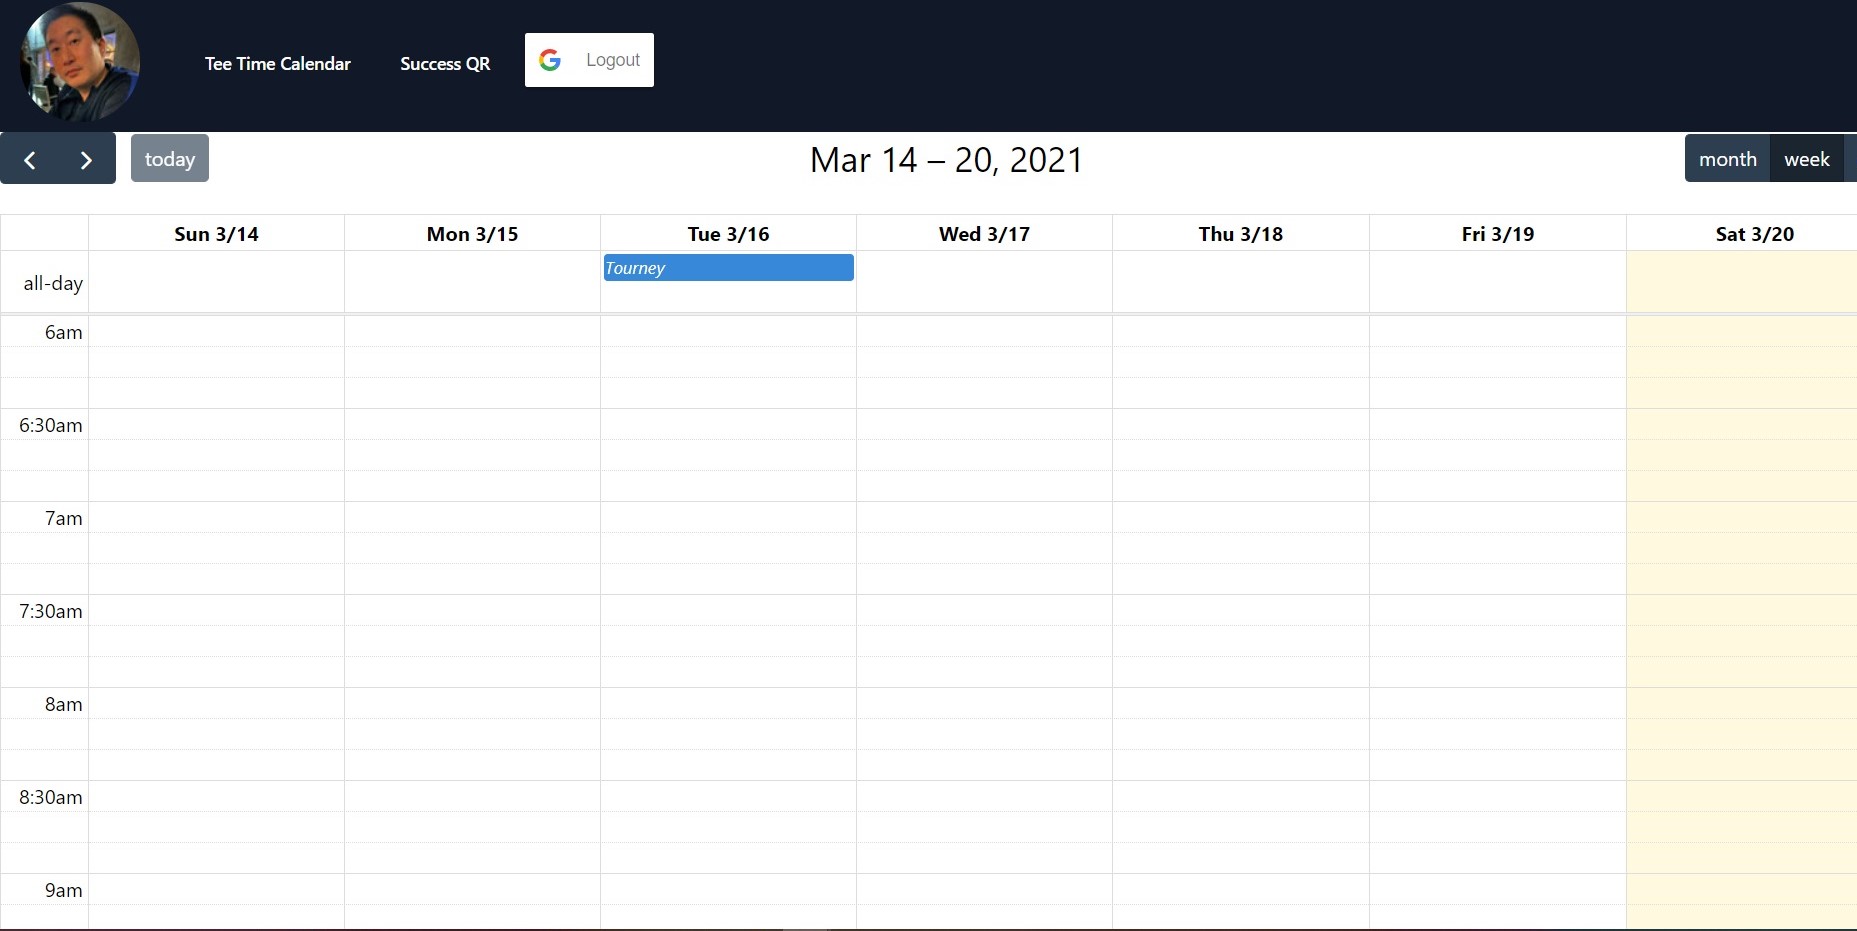 Tee Time Calendar Success QR Logout
today Mar 14 – 20, 2021 month week
Sun 3/14 Mon 3/15 Tue 3/16 Wed 3/17 Thu 3/18 Fri 3/19 Sat 3/20
all-day Tourney
6am
6:30am
7am
7:30am
8am
8:30am
9am